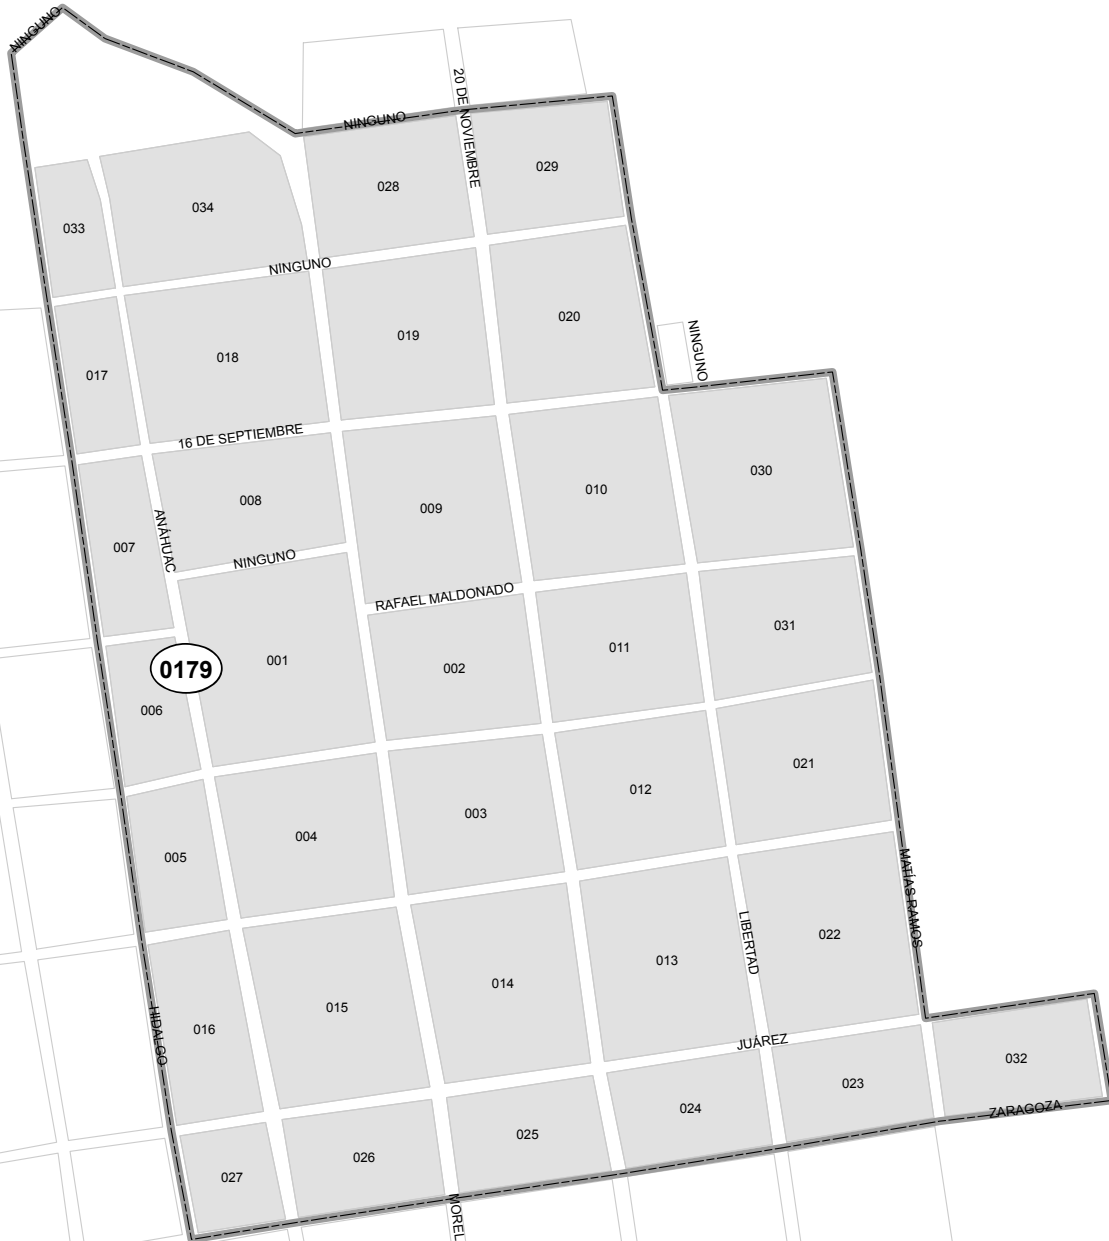 NINGUNO
20 DE NOVIEMBRE
NINGUNO
029
028
034
033
NINGUNO
020
019
018
017
NINGUNO
16 DE SEPTIEMBRE
030
010
009
008
007
ANÁHUAC
NINGUNO
RAFAEL MALDONADO
031
011
002
001
0179
006
021
012
003
004
005
MATÍAS RAMOS
LIBERTAD
022
013
014
015
016
HIDALGO
JUÁREZ
032
023
024
ZARAGOZA
025
026
027
MOREL